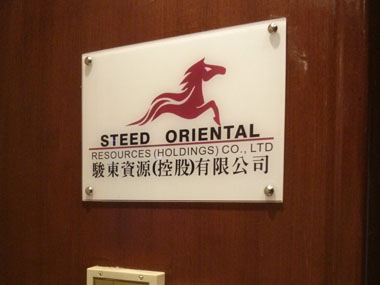 STEED ORIENTAL
RESOURCES (HOLDINGS) CO., LTD
駿東資源(控股)有限公司